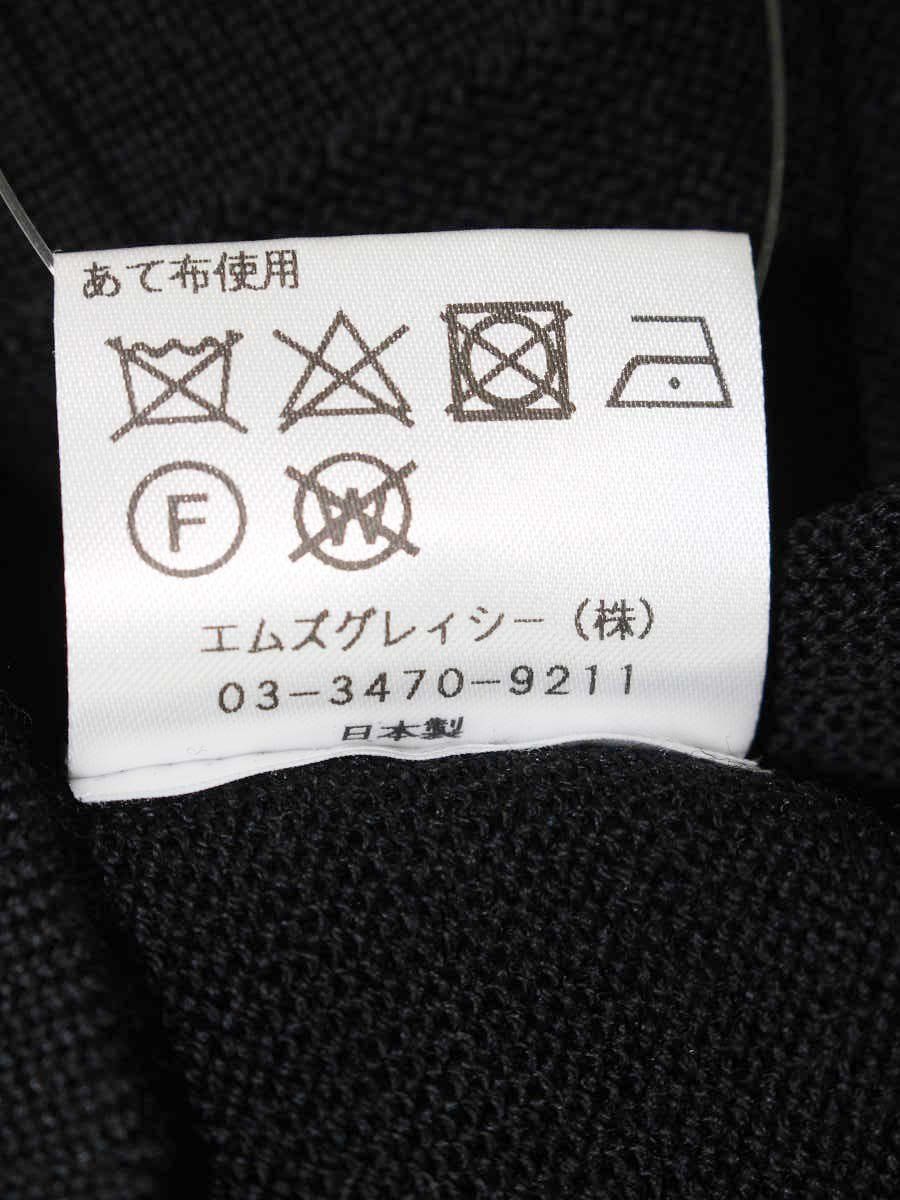 あて布使用
F W
エムズグレイシー（株）
03-3470-9211
日本製